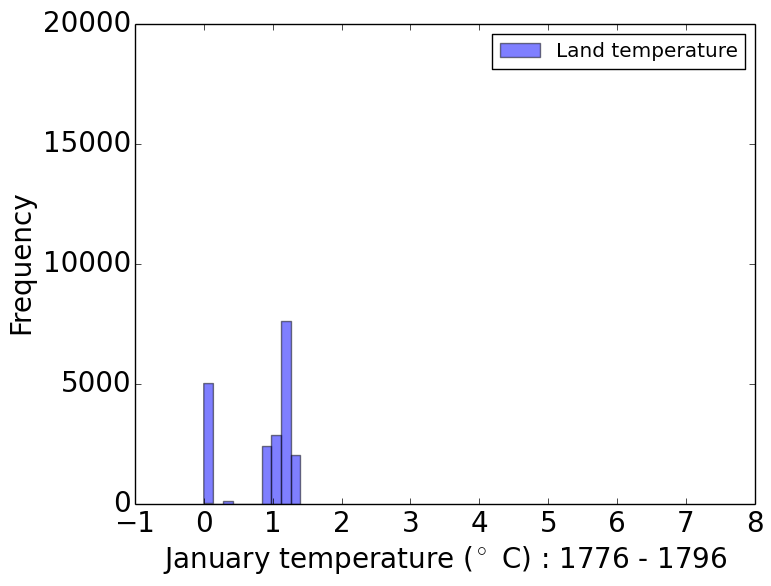 20000
Land temperature
15000
Frequency
10000
5000
0
−1 0 1 2 3 4 5 6 7 8
January temperature (° C) : 1776 - 1796